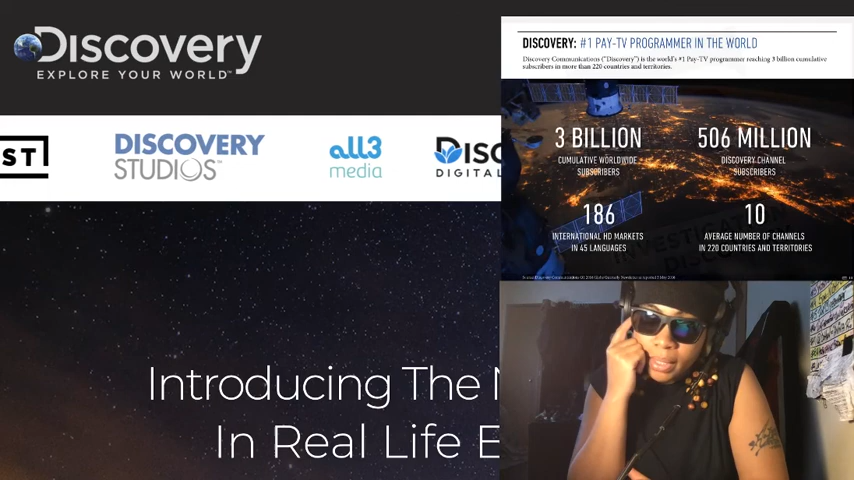 Discovery
EXPLORE YOUR WORLD™
ST
DISCOVERY
STUDIOS™
all3
media
DISC
DIGITAL
Introducing The
In Real Life E
DISCOVERY: #1 PAY-TV PROGRAMMER IN THE WORLD
Discovery Communications ("Discovery") is the world's #1 Pay-TV programmer reaching 3 billion cumulative
subscribers in more than 220 countries and territories.
3 BILLION
CUMULATIVE WORLDWIDE
SUBSCRIBERS
506 MILLION
DISCOVERY CHANNEL
SUBSCRIBERS
186
INTERNATIONAL HD MARKETS
IN 45 LANGUAGES
10
AVERAGE NUMBER OF CHANNELS
IN 220 COUNTRIES AND TERRITORIES